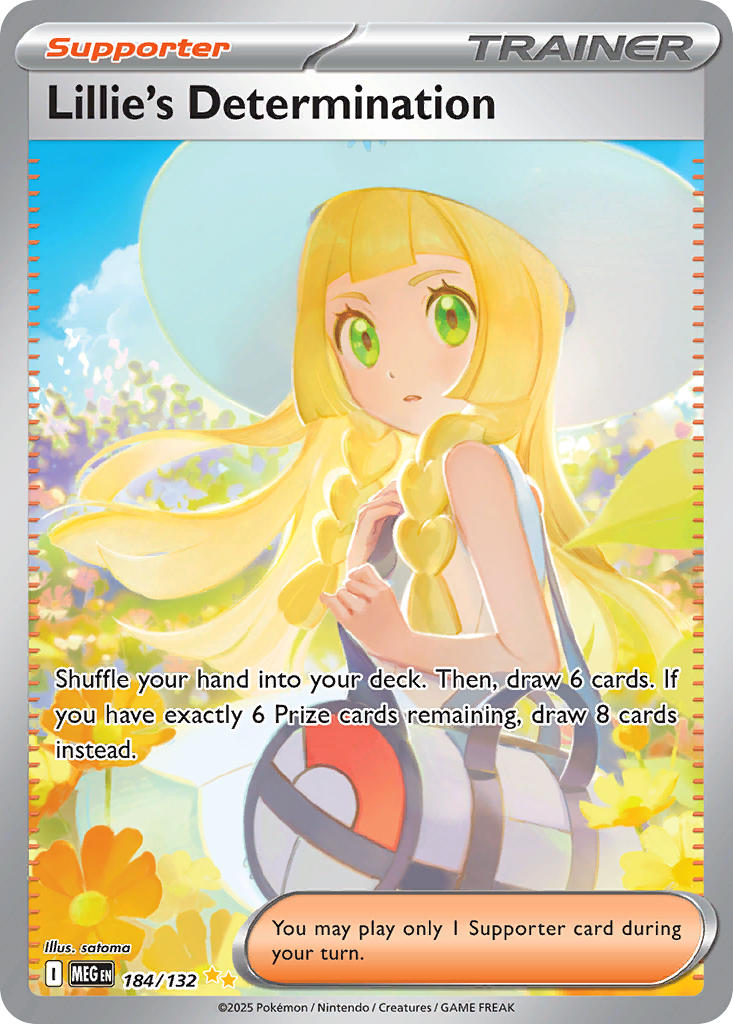 Supporter
TRAINER
Lillie's Determination
Shuffle your hand into your deck. Then, draw 6 cards. If
you have exactly 6 Prize cards remaining, draw 8 cards
instead.
You may play only 1 Supporter card during
your turn.
Illus. satoma
I MEG EN 184/132
©2025 Pokémon / Nintendo / Creatures / GAME FREAK